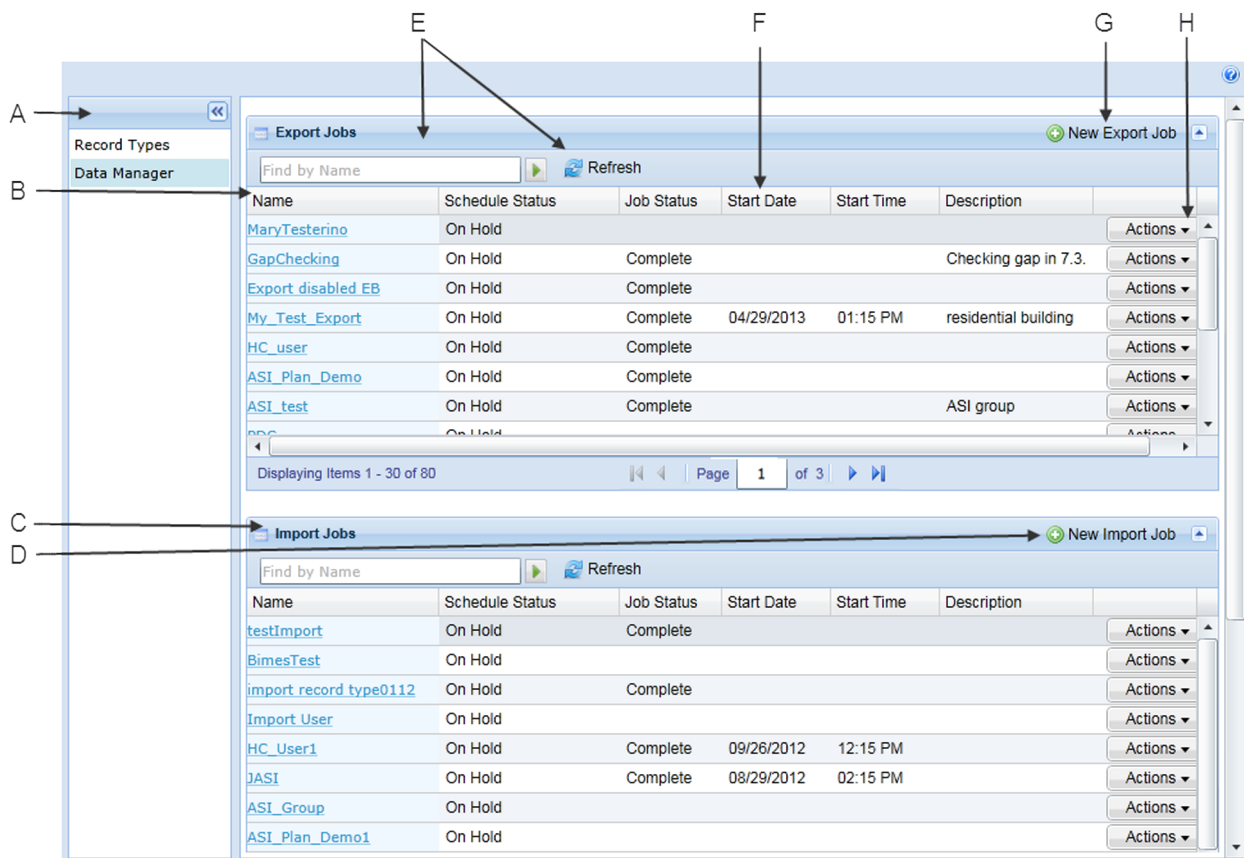 E F G H
A
Export Jobs New Export Job
Record Types
Data Manager
Find by Name Refresh
B
Name Schedule Status Job Status Start Date Start Time Description
MaryTesterino On Hold Actions
GapChecking On Hold Complete Checking gap in 7.3. Actions
Export disabled EB On Hold Complete Actions
My_Test_Export On Hold Complete 04/29/2013 01:15 PM residential building Actions
HC_user On Hold Complete Actions
ASI_Plan_Demo On Hold Complete Actions
ASI_test On Hold Complete ASI group Actions
On Hold Actions
Displaying Items 1 - 30 of 80 Page 1 of 3
C
Import Jobs New Import Job
D
Find by Name Refresh
Name Schedule Status Job Status Start Date Start Time Description
testImport On Hold Complete Actions
BimesTest On Hold Actions
import record type0112 On Hold Complete Actions
Import User On Hold Actions
HC_User1 On Hold Complete 09/26/2012 12:15 PM Actions
JASI On Hold Complete 08/29/2012 02:15 PM Actions
ASI_Group On Hold Actions
ASI_Plan_Demo1 On Hold Actions